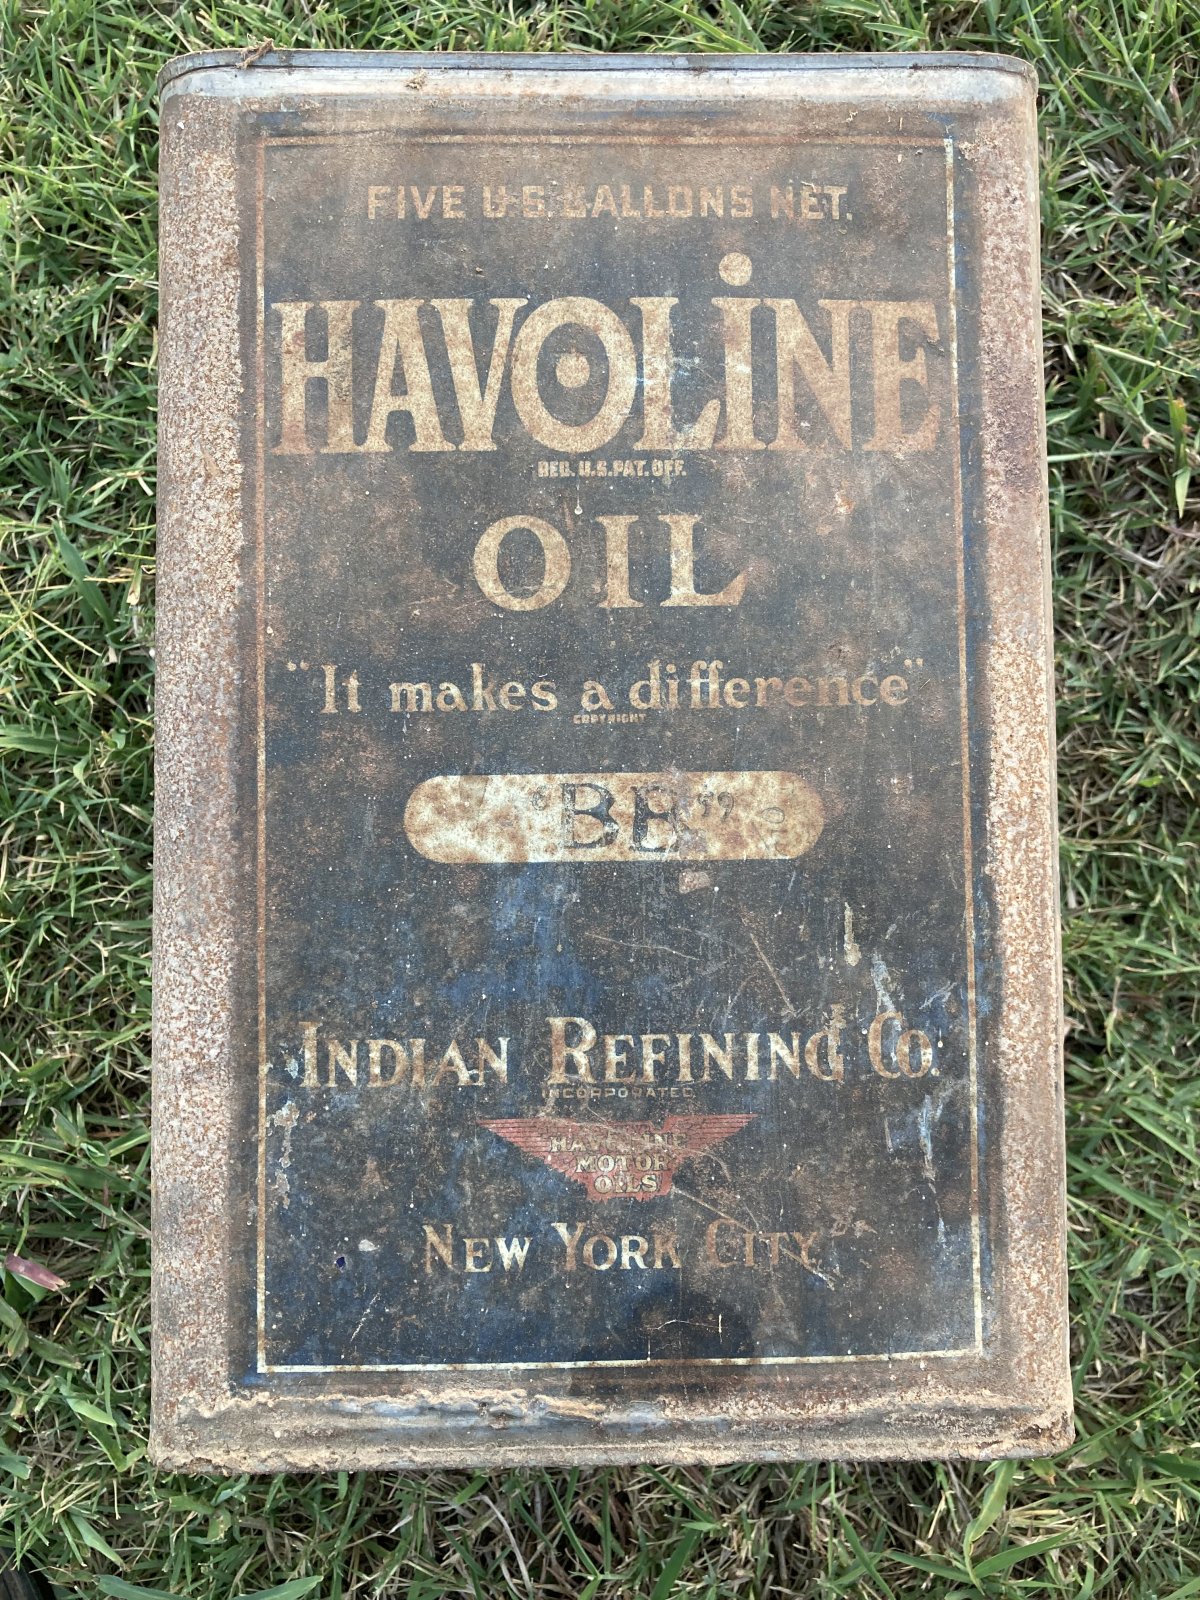 FIVE U.S. GALLONS NET.
HAVOLiNE
REG. U.S. PAT. OFF.
OIL
"It makes a difference"
COPYRIGHT
"BB"
INDIAN REFINING CO.
INCORPORATED
HAVOLINE
MOTOR
OILS
NEW YORK CITY